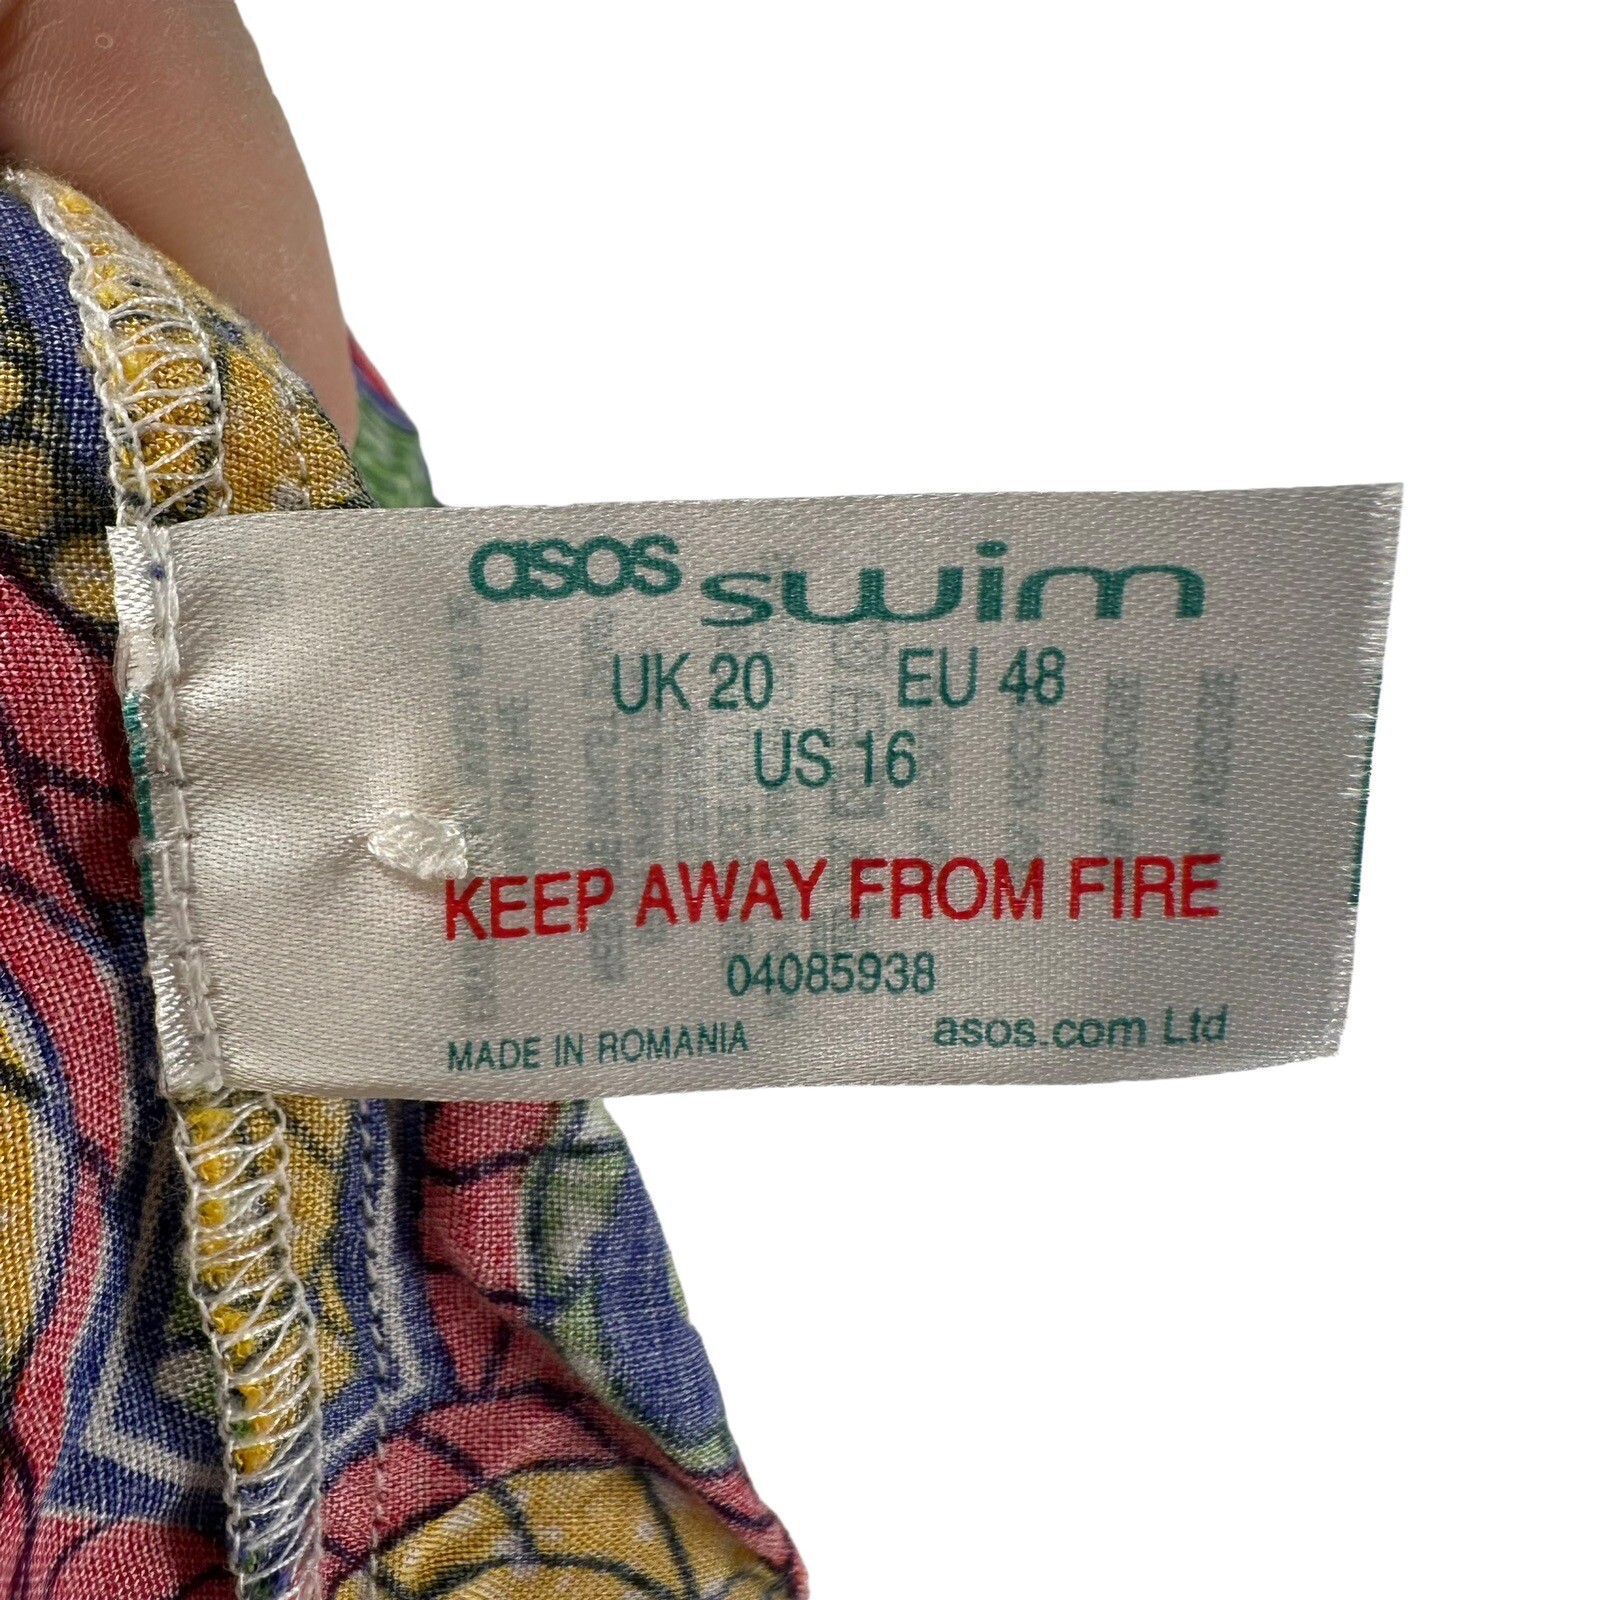 asos swim
UK 20 EU 48
US 16
KEEP AWAY FROM FIRE
04085938
MADE IN ROMANIA asos.com Ltd